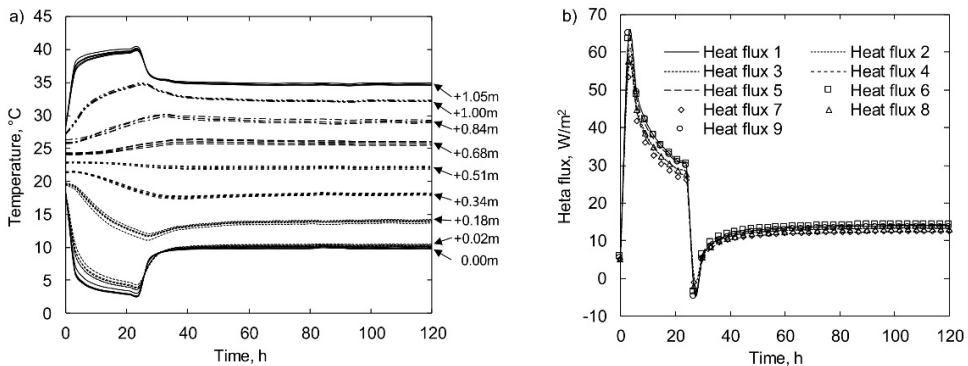 a)
45
40
35
30
25
20
15
10
5
0
Temperature, °C
0 20 40 60 80 100 120
Time, h
+1.05m
+1.00m
+0.84m
+0.68m
+0.51m
+0.34m
+0.18m
+0.02m
0.00m
b)
70
60
50
40
30
20
10
0
-10
Heta flux, W/m²
0 20 40 60 80 100 120
Time, h
Heat flux 1 Heat flux 2
Heat flux 3 Heat flux 4
Heat flux 5 Heat flux 6
Heat flux 7 Heat flux 8
Heat flux 9